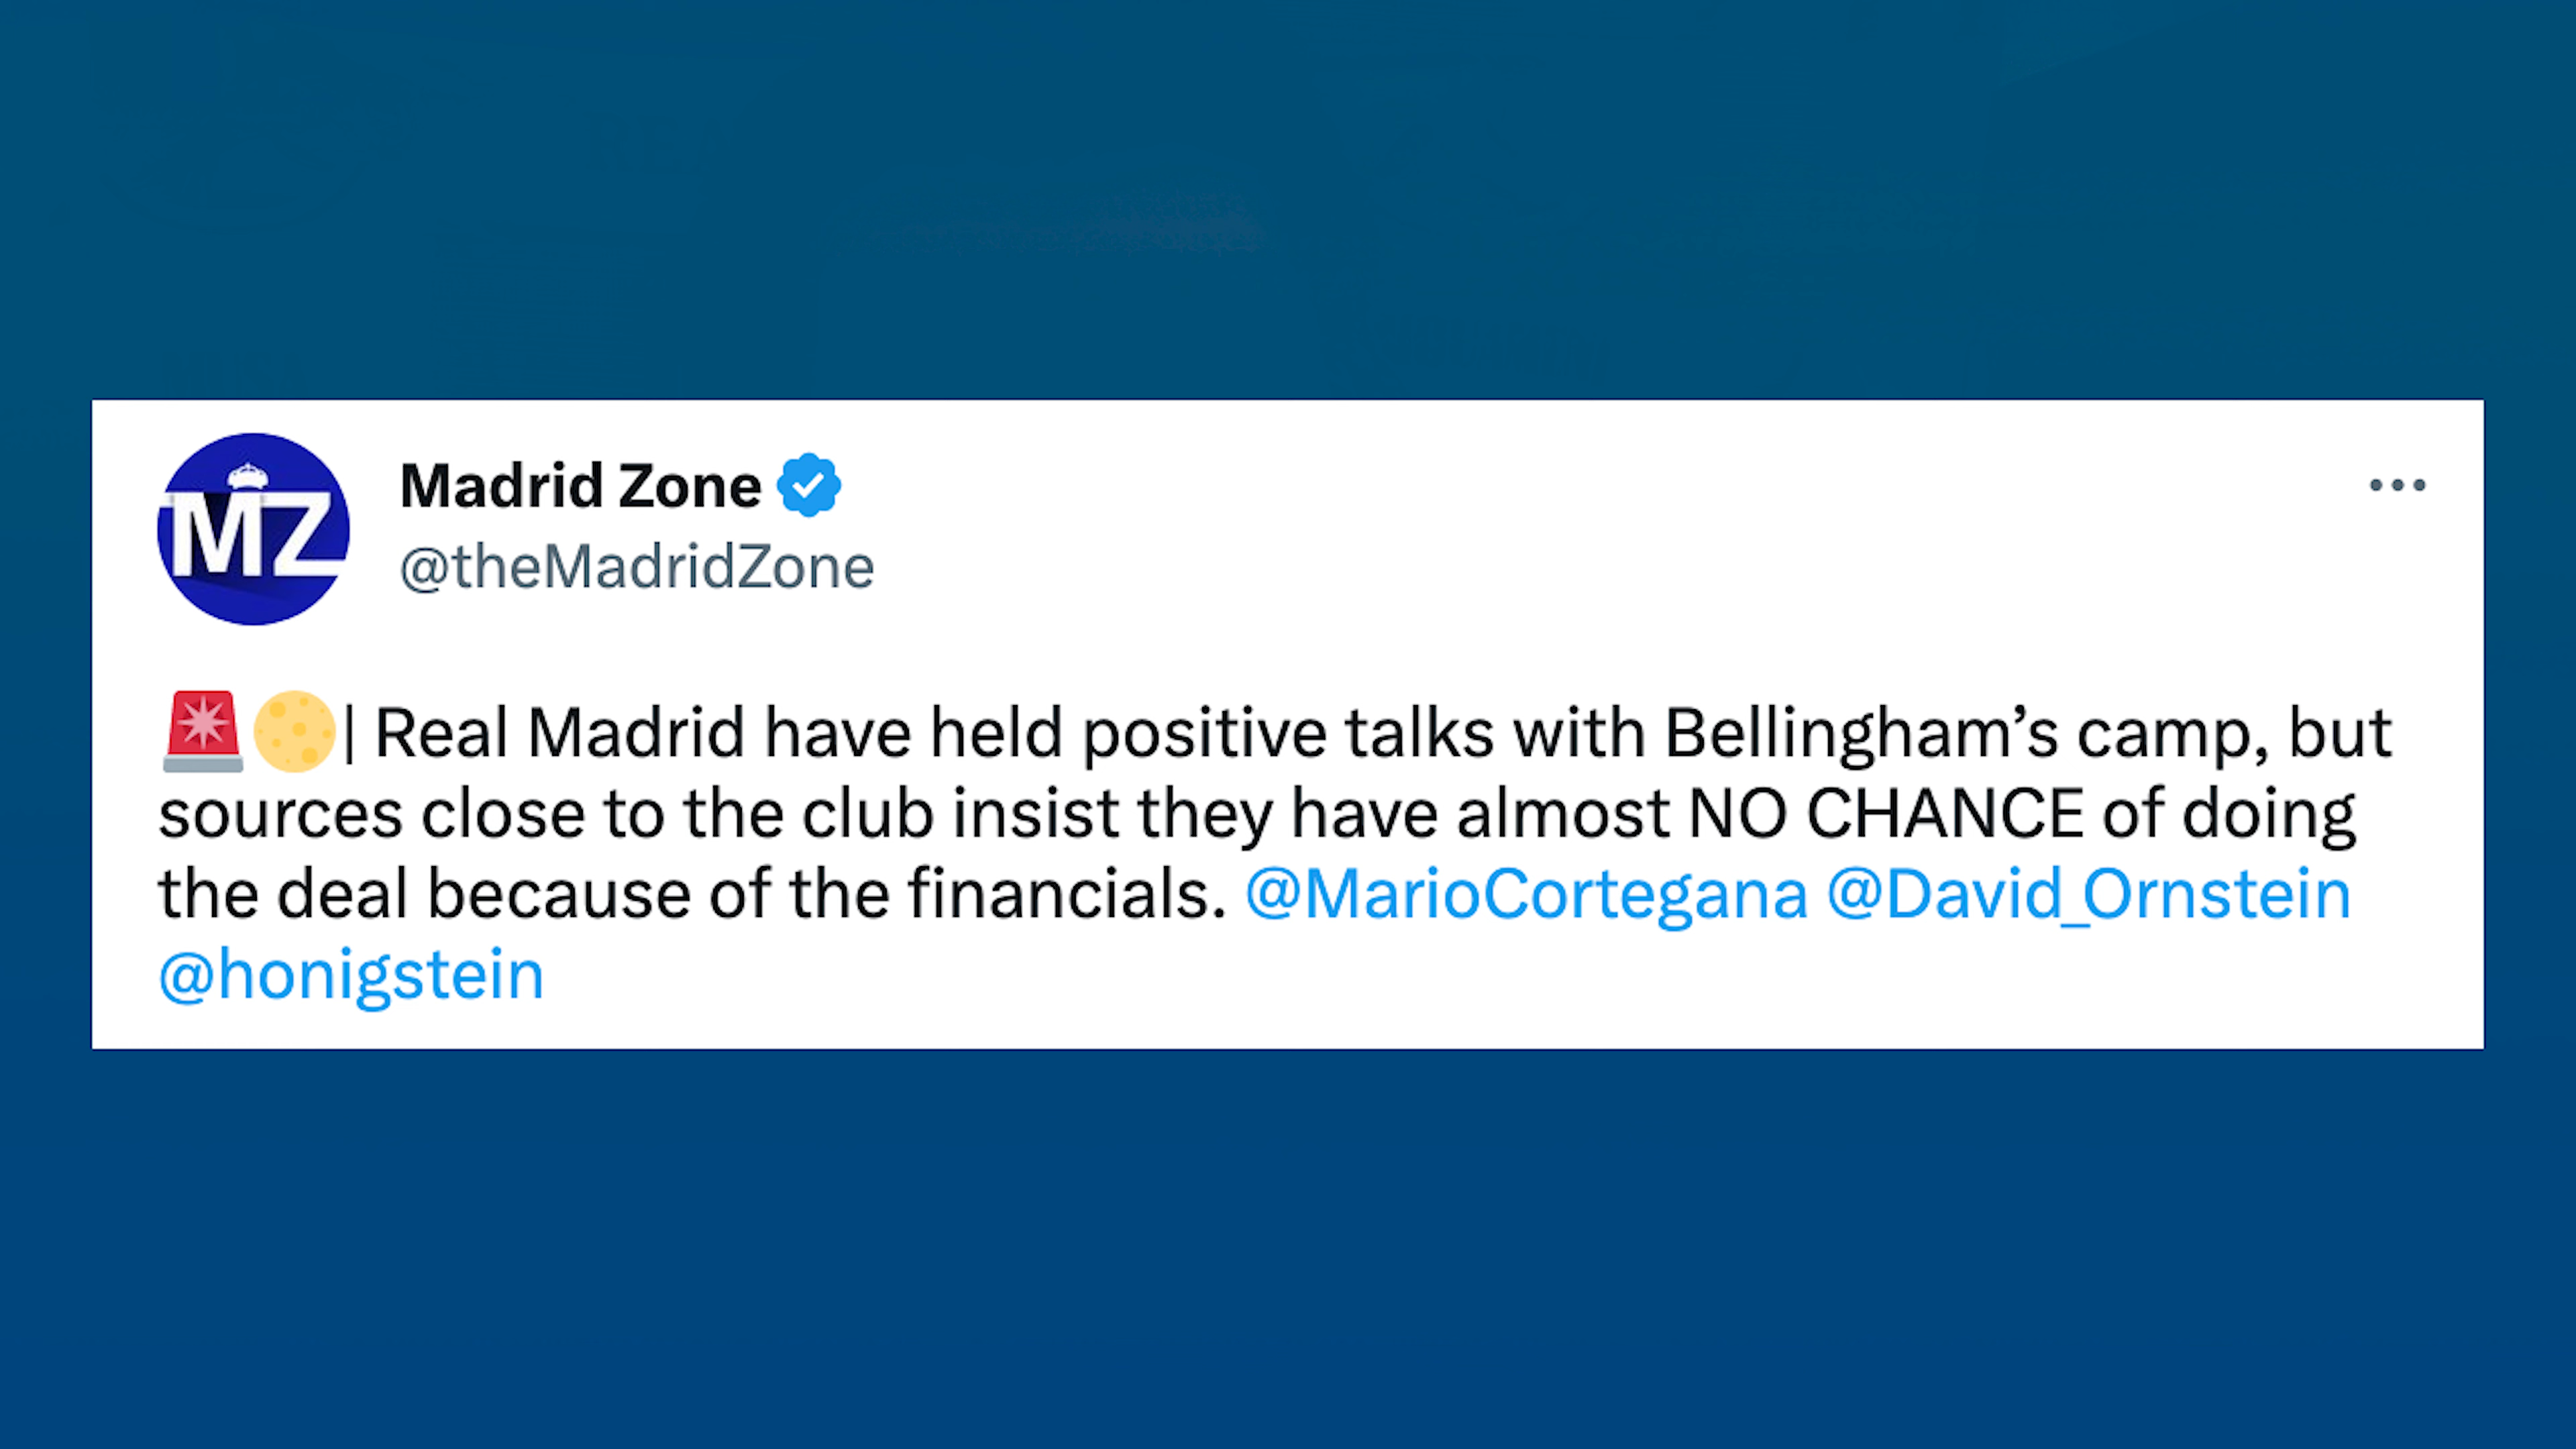 MZ
Madrid Zone
@theMadridZone
🚨🌕| Real Madrid have held positive talks with Bellingham’s camp, but
sources close to the club insist they have almost NO CHANCE of doing
the deal because of the financials. @MarioCortegana @David_Ornstein
@honigstein